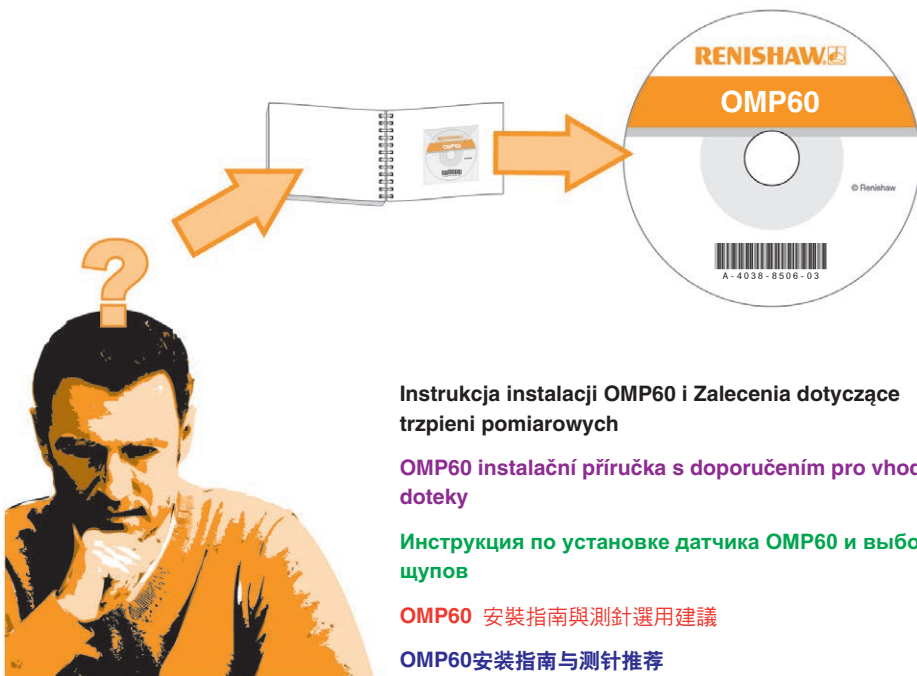 RENISHAW
OMP60
© Renishaw
A-4038-8506-03
OMP60
?
Instrukcja instalacji OMP60 i Zalecenia dotyczące
trzpieni pomiarowych
OMP60 instalační příručka s doporučením pro
doteky
Инструкция по установке датчика OMP60 и
щупов
OMP60 安裝指南與測針選用建議
OMP60安装指南与测针推荐